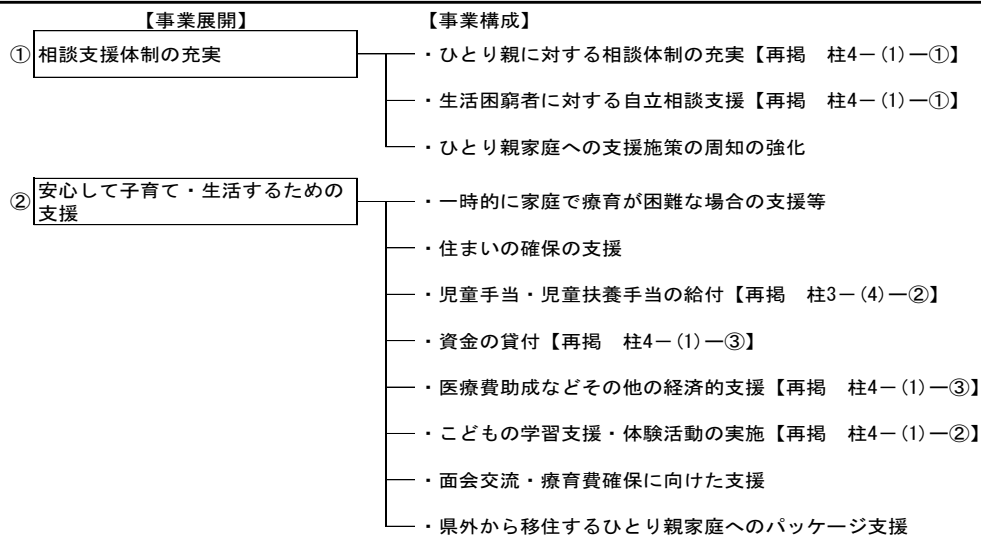 【事業展開】 【事業構成】
①相談支援体制の充実 ・ひとり親に対する相談体制の充実【再掲　柱4－(1)－①】
・生活困窮者に対する自立相談支援【再掲　柱4－(1)－①】
・ひとり親家庭への支援施策の周知の強化
②安心して子育て・生活するための
支援
・一時的に家庭で療育が困難な場合の支援等
・住まいの確保の支援
・児童手当・児童扶養手当の給付【再掲　柱3－(4)－②】
・資金の貸付【再掲　柱4－(1)－③】
・医療費助成などその他の経済的支援【再掲　柱4－(1)－③】
・こどもの学習支援・体験活動の実施【再掲　柱4－(1)－②】
・面会交流・療育費確保に向けた支援
・県外から移住するひとり親家庭へのパッケージ支援